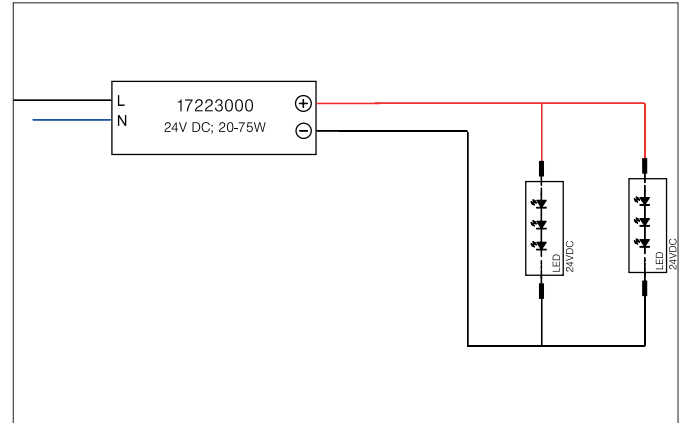 L
17223000
+
N
24V DC; 20-75W
−
LED
24VDC
LED
24VDC